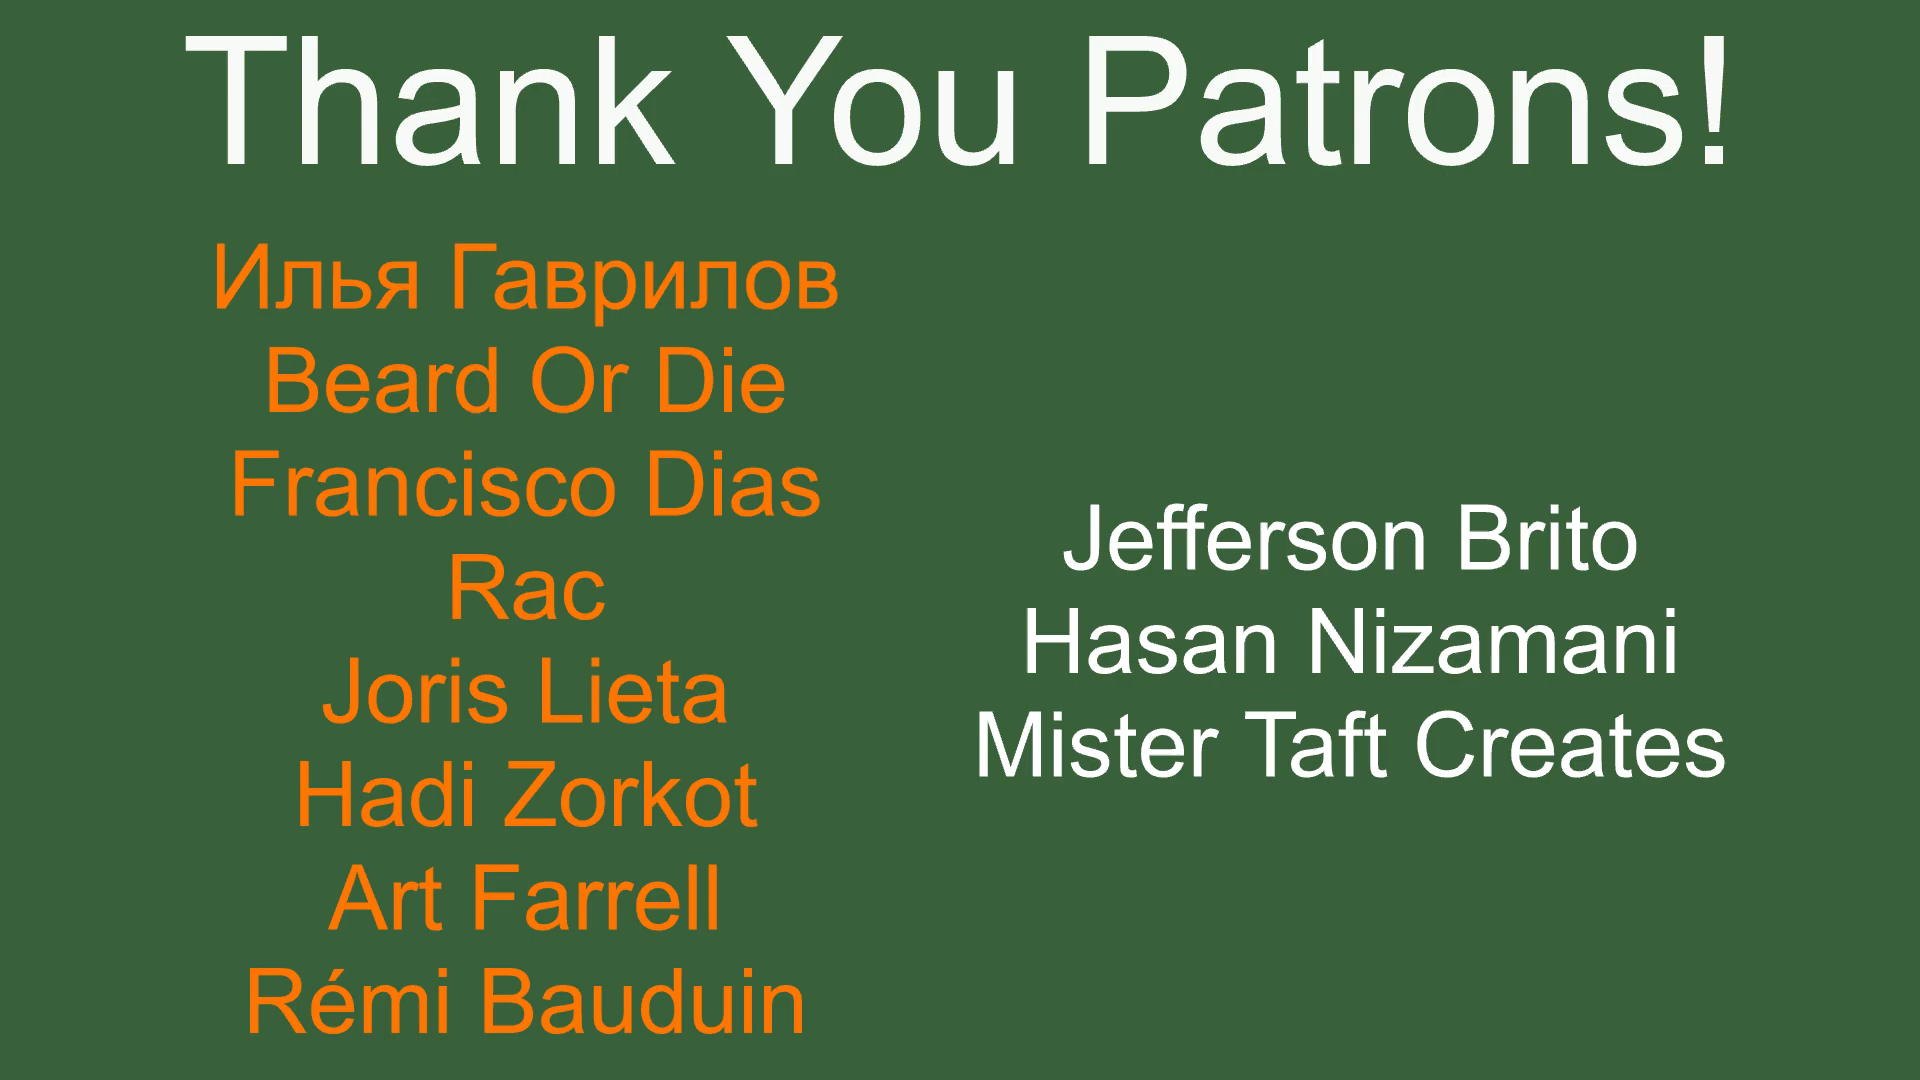 Thank You Patrons!
Илья Гаврилов
Beard Or Die
Francisco Dias
Rac
Joris Lieta
Hadi Zorkot
Art Farrell
Rémi Bauduin
Jefferson Brito
Hasan Nizamani
Mister Taft Creates